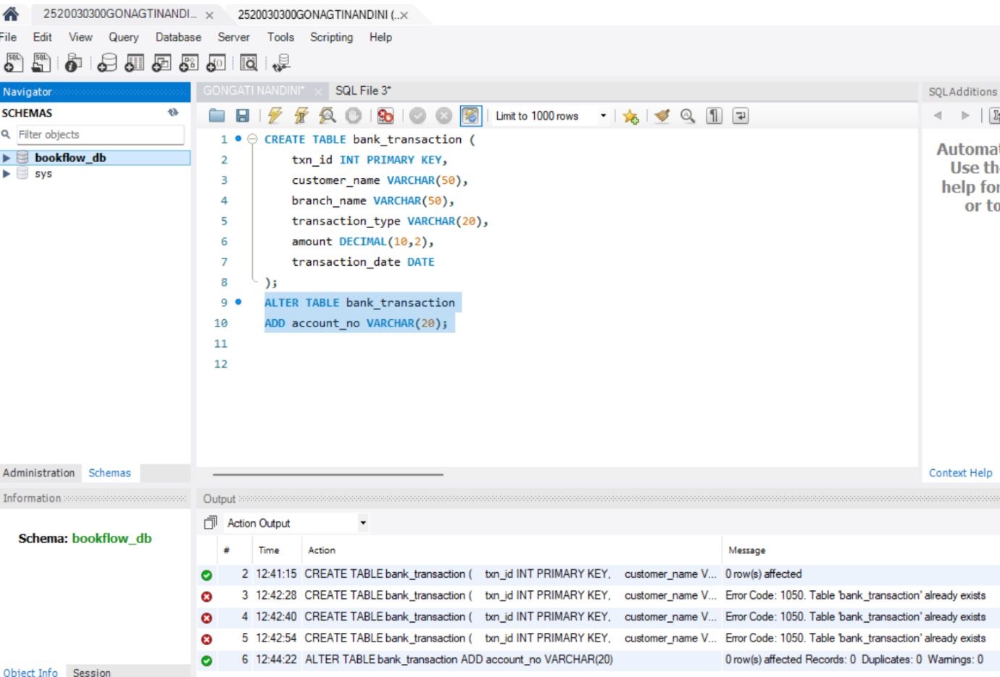 2520030300GONAGTINANDI... ×
2520030300GONAGTINANDINI (...×
File Edit View Query Database Server Tools Scripting Help
Navigator
SCHEMAS
Filter objects
bookflow_db
sys
Administration Schemas
Information
Schema: bookflow_db
Object Info Session
GONGATI NANDINI* ×
SQL File 3*
Limit to 1000 rows
1 CREATE TABLE bank_transaction (
2 txn_id INT PRIMARY KEY,
3 customer_name VARCHAR(50),
4 branch_name VARCHAR(50),
5 transaction_type VARCHAR(20),
6 amount DECIMAL(10,2),
7 transaction_date DATE
8 );
9 ALTER TABLE bank_transaction
10 ADD account_no VARCHAR(20);
11
12
SQLAdditions
Automat
Use the
help for
or to
Context Help
Output
Action Output
# Time Action Message
2 12:41:15 CREATE TABLE bank_transaction ( txn_id INT PRIMARY KEY, customer_name V... 0 row(s) affected
3 12:42:28 CREATE TABLE bank_transaction ( txn_id INT PRIMARY KEY, customer_name V... Error Code: 1050. Table 'bank_transaction' already exists
4 12:42:40 CREATE TABLE bank_transaction ( txn_id INT PRIMARY KEY, customer_name V... Error Code: 1050. Table 'bank_transaction' already exists
5 12:42:54 CREATE TABLE bank_transaction ( txn_id INT PRIMARY KEY, customer_name V... Error Code: 1050. Table 'bank_transaction' already exists
6 12:44:22 ALTER TABLE bank_transaction ADD account_no VARCHAR(20) 0 row(s) affected Records: 0 Duplicates: 0 Warnings: 0